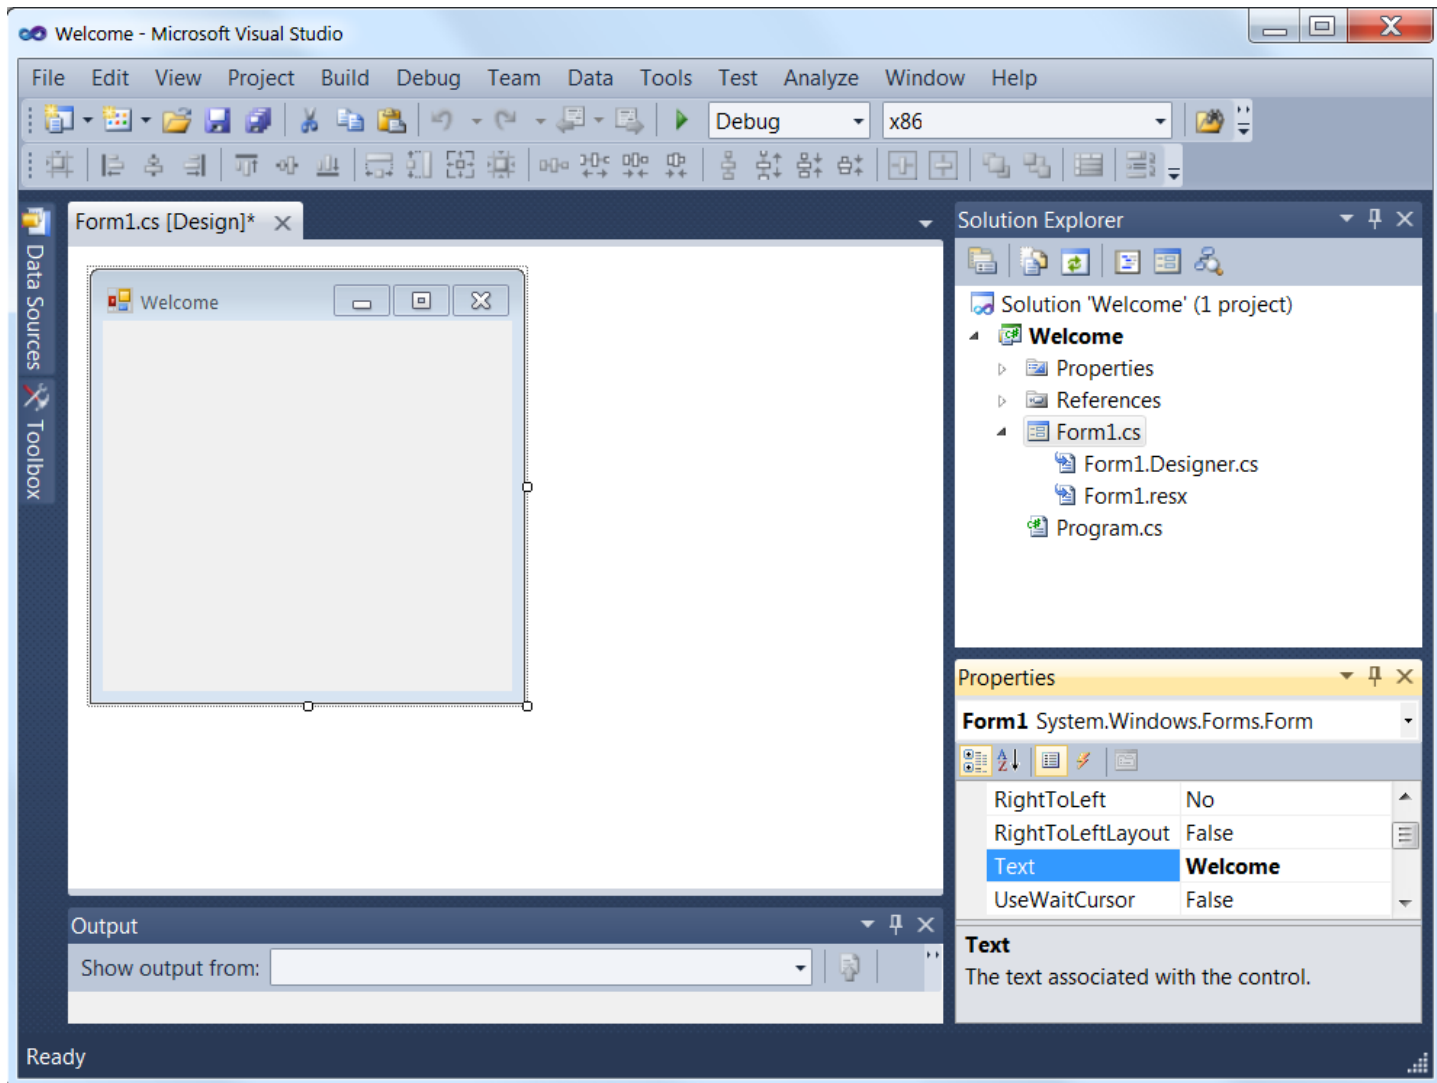 Welcome - Microsoft Visual Studio
File Edit View Project Build Debug Team Data Tools Test Analyze Window Help
Debug x86
Data Sources
Toolbox
Form1.cs [Design]*
Welcome
Output
Show output from:
Solution Explorer
Solution 'Welcome' (1 project)
Welcome
Properties
References
Form1.cs
Form1.Designer.cs
Form1.resx
Program.cs
Properties
Form1 System.Windows.Forms.Form
RightToLeft No
RightToLeftLayout False
Text Welcome
UseWaitCursor False
Text
The text associated with the control.
Ready